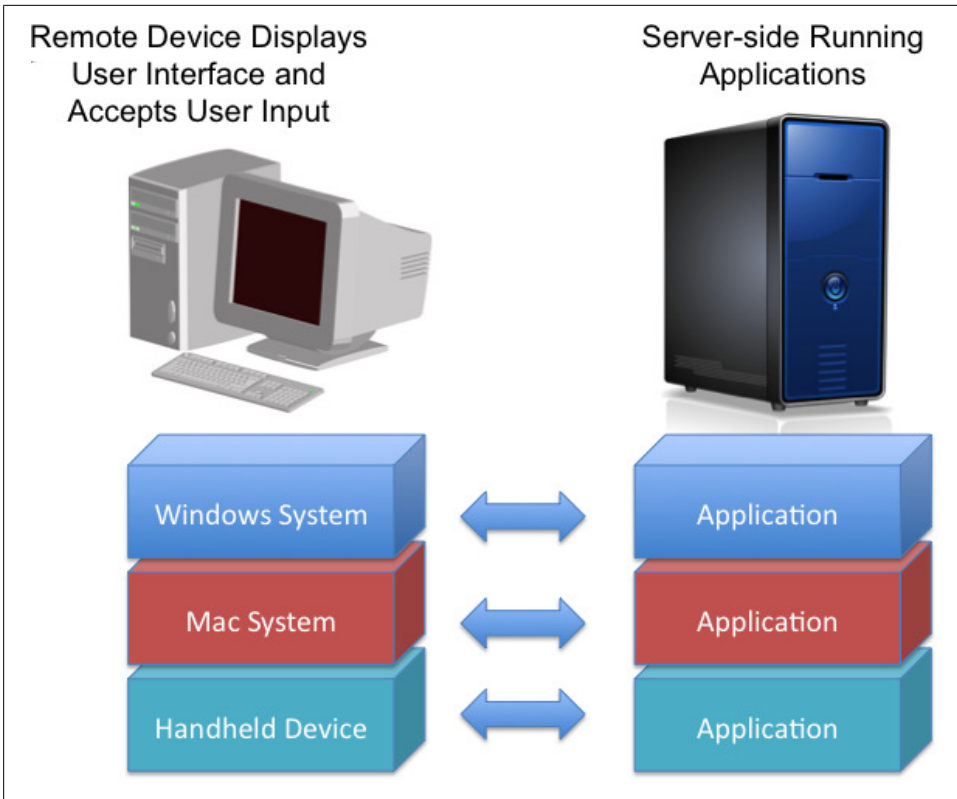 Remote Device Displays
User Interface and
Accepts User Input
Server-side Running
Applications
Windows System
Application
Mac System
Application
Handheld Device
Application